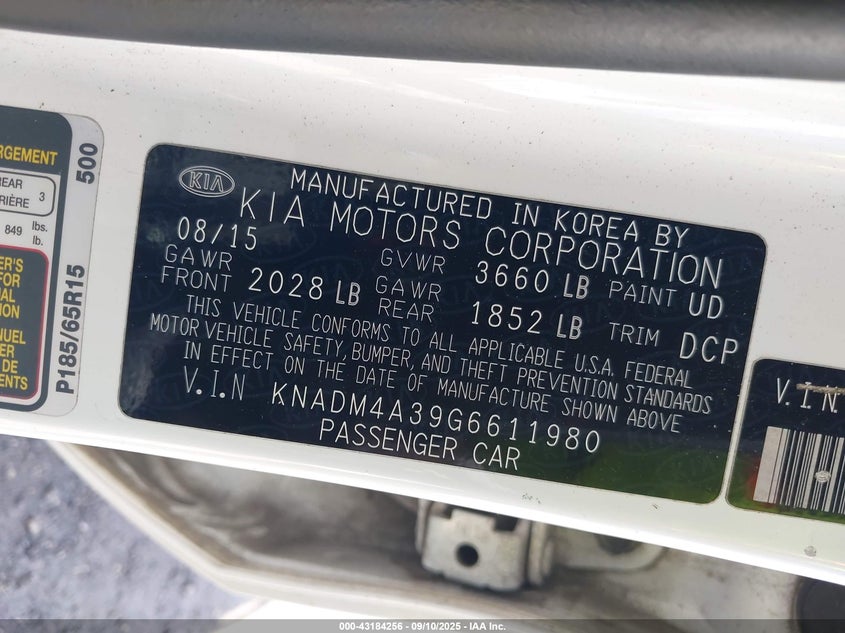 RGEMENT
REAR 3
849 lbs.
lb.
P185/65R15 500
KIA
MANUFACTURED IN KOREA BY
KIA MOTORS CORPORATION
08/15 GVWR 3660 LB PAINT UD
GAWR FRONT 2028 LB GAWR REAR 1852 LB TRIM DCP
THIS VEHICLE CONFORMS TO ALL APPLICABLE U.S.A. FEDERAL
MOTOR VEHICLE SAFETY, BUMPER, AND THEFT PREVENTION STANDARDS
IN EFFECT ON THE DATE OF MANUFACTURE SHOWN ABOVE
V.I.N KNADM4A39G6611980
PASSENGER CAR
V.I.N
000-43184256 - 09/10/2025 - IAA Inc.